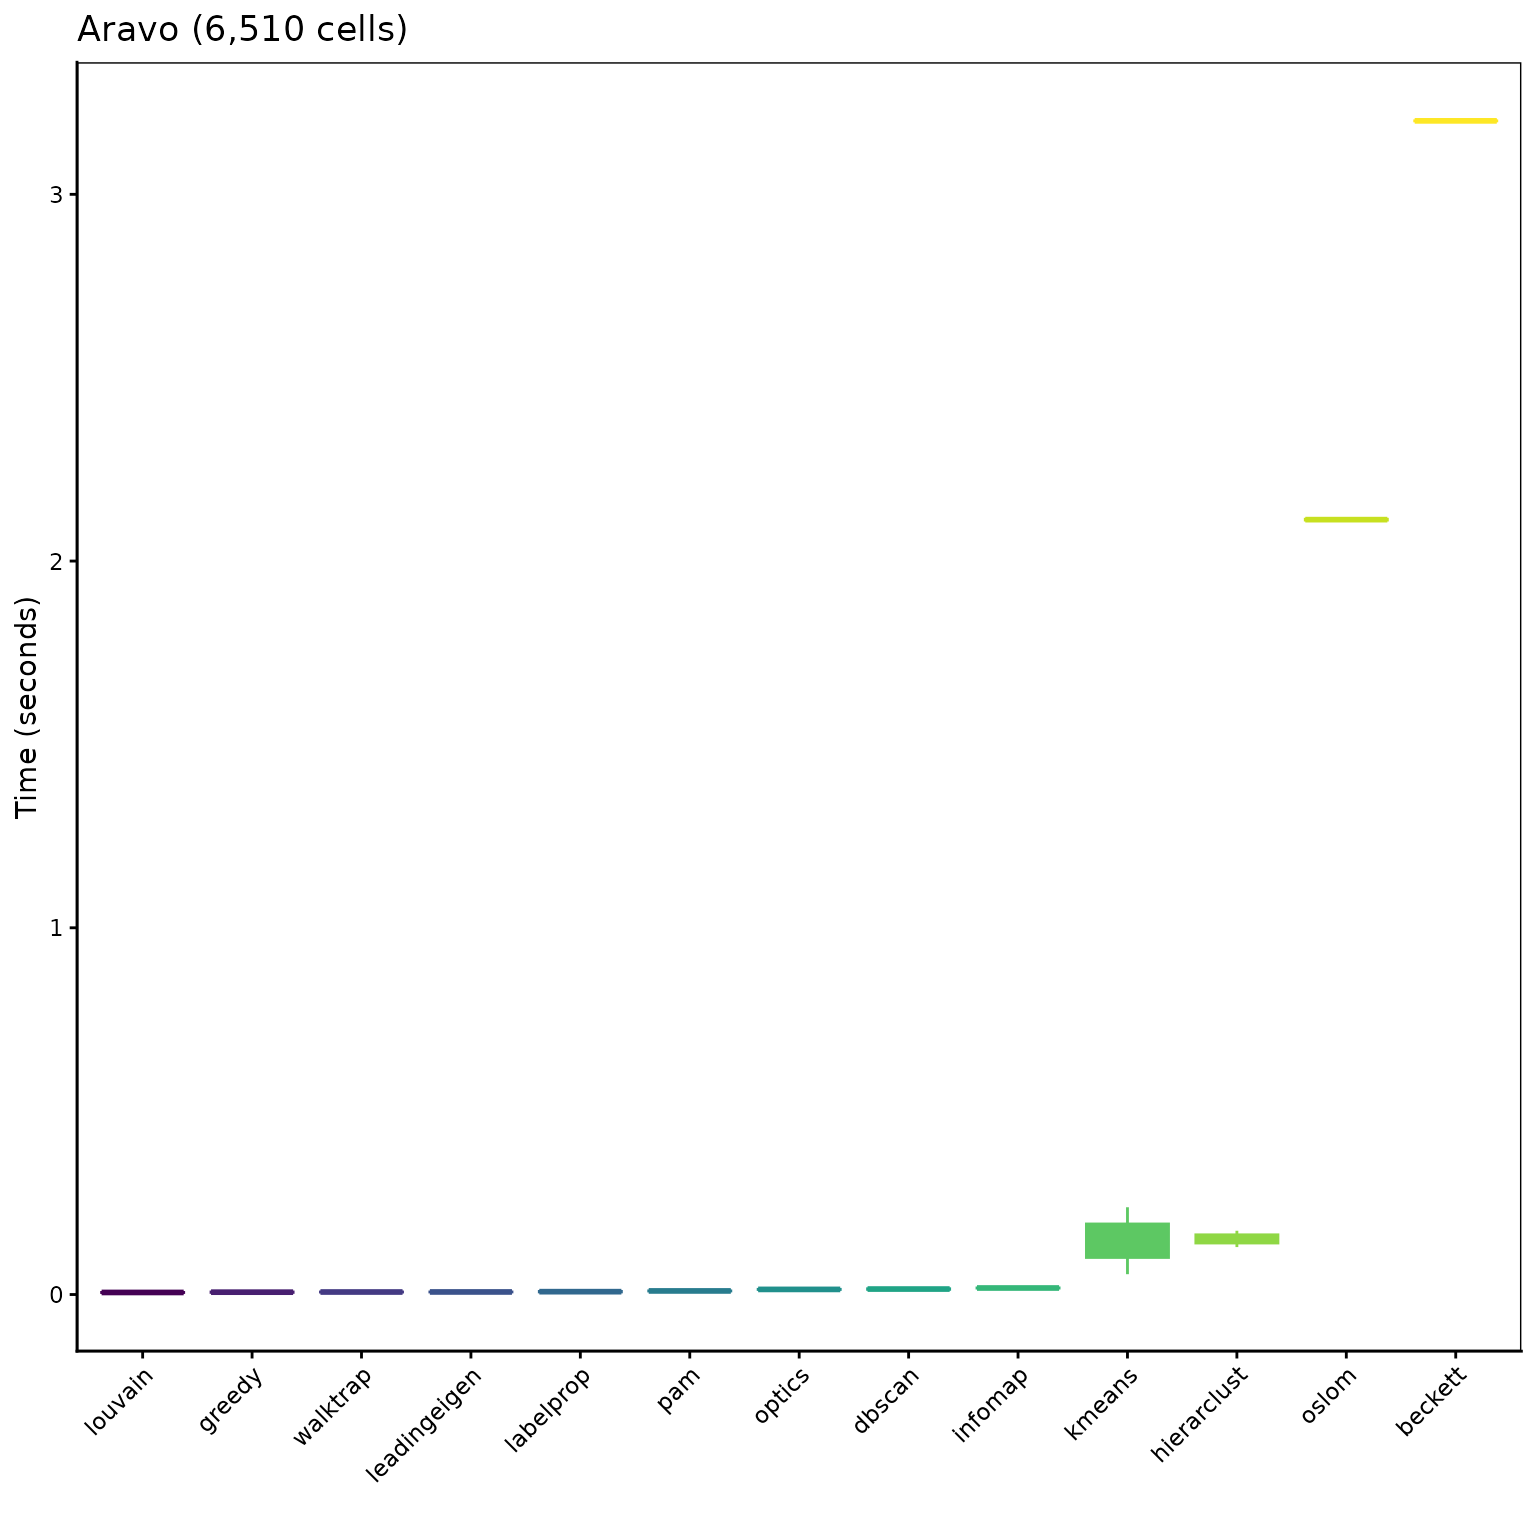 Aravo (6,510 cells)
Time (seconds)
3
2
1
0
louvain
greedy
walktrap
leadingeigen
labelprop
pam
optics
dbscan
infomap
kmeans
hierarclust
oslom
beckett